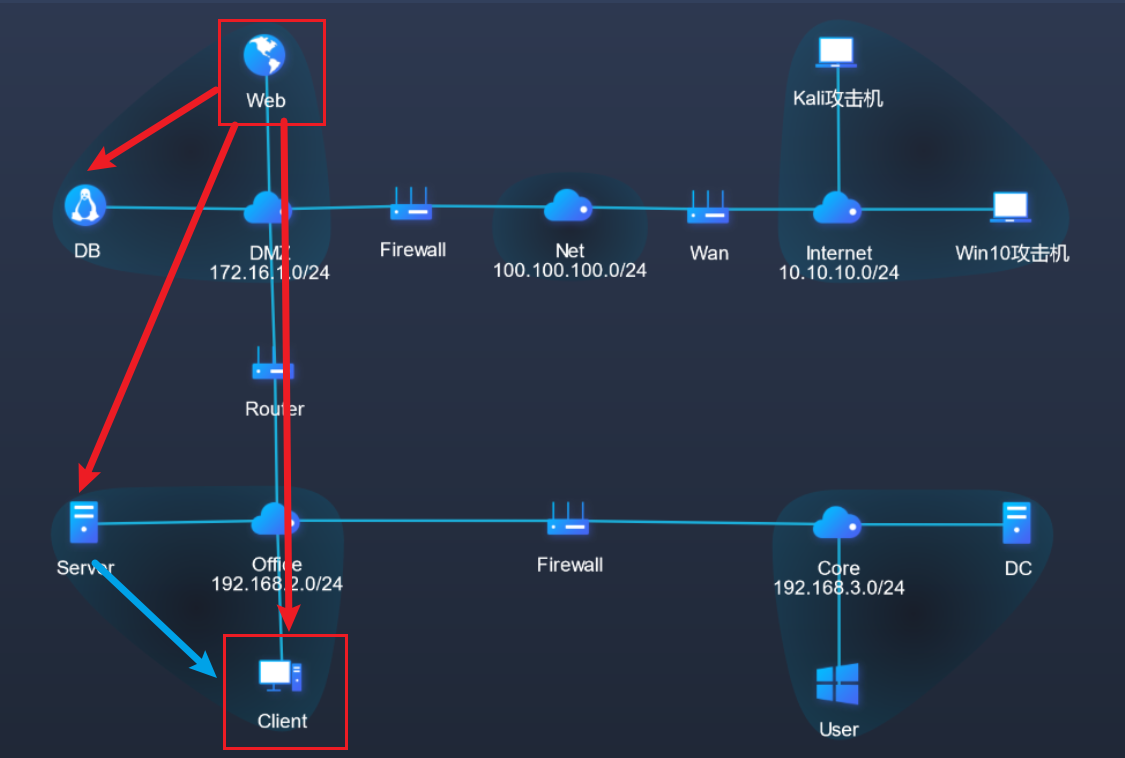 Web
Kali攻击机
DB
DMZ
172.16.1.0/24
Firewall
Net
100.100.100.0/24
Wan
Internet
10.10.10.0/24
Win10攻击机
Router
Server
Office
192.168.2.0/24
Firewall
Core
192.168.3.0/24
DC
Client
User